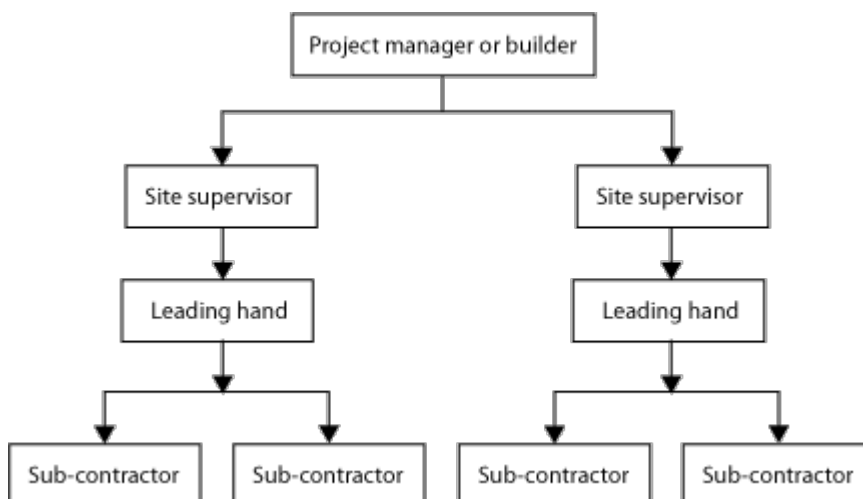 Project manager or builder
Site supervisor
Site supervisor
Leading hand
Leading hand
Sub-contractor
Sub-contractor
Sub-contractor
Sub-contractor